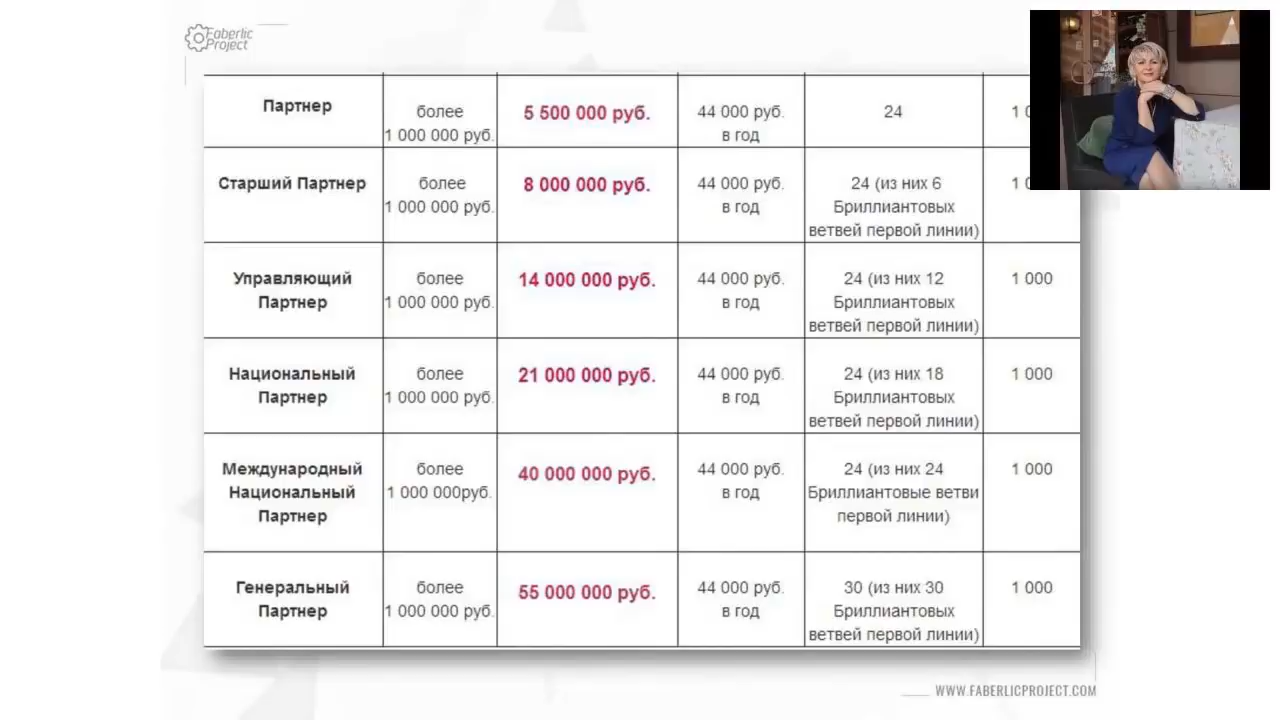 Faberlic
Project
Партнер
более
1 000 000 руб.
5 500 000 руб.
44 000 руб.
в год
24
Старший Партнер
более
1 000 000 руб.
8 000 000 руб.
44 000 руб.
в год
24 (из них 6
Бриллиантовых
ветвей первой линии)
Управляющий
Партнер
более
1 000 000 руб.
14 000 000 руб.
44 000 руб.
в год
24 (из них 12
Бриллиантовых
ветвей первой линии)
1 000
Национальный
Партнер
более
1 000 000 руб.
21 000 000 руб.
44 000 руб.
в год
24 (из них 18
Бриллиантовых
ветвей первой линии)
1 000
Международный
Национальный
Партнер
более
1 000 000руб.
40 000 000 руб.
44 000 руб.
в год
24 (из них 24
Бриллиантовые ветви
первой линии)
1 000
Генеральный
Партнер
более
1 000 000 руб.
55 000 000 руб.
44 000 руб.
в год
30 (из них 30
Бриллиантовых
ветвей первой линии)
1 000
WWW.FABERLICPROJECT.COM